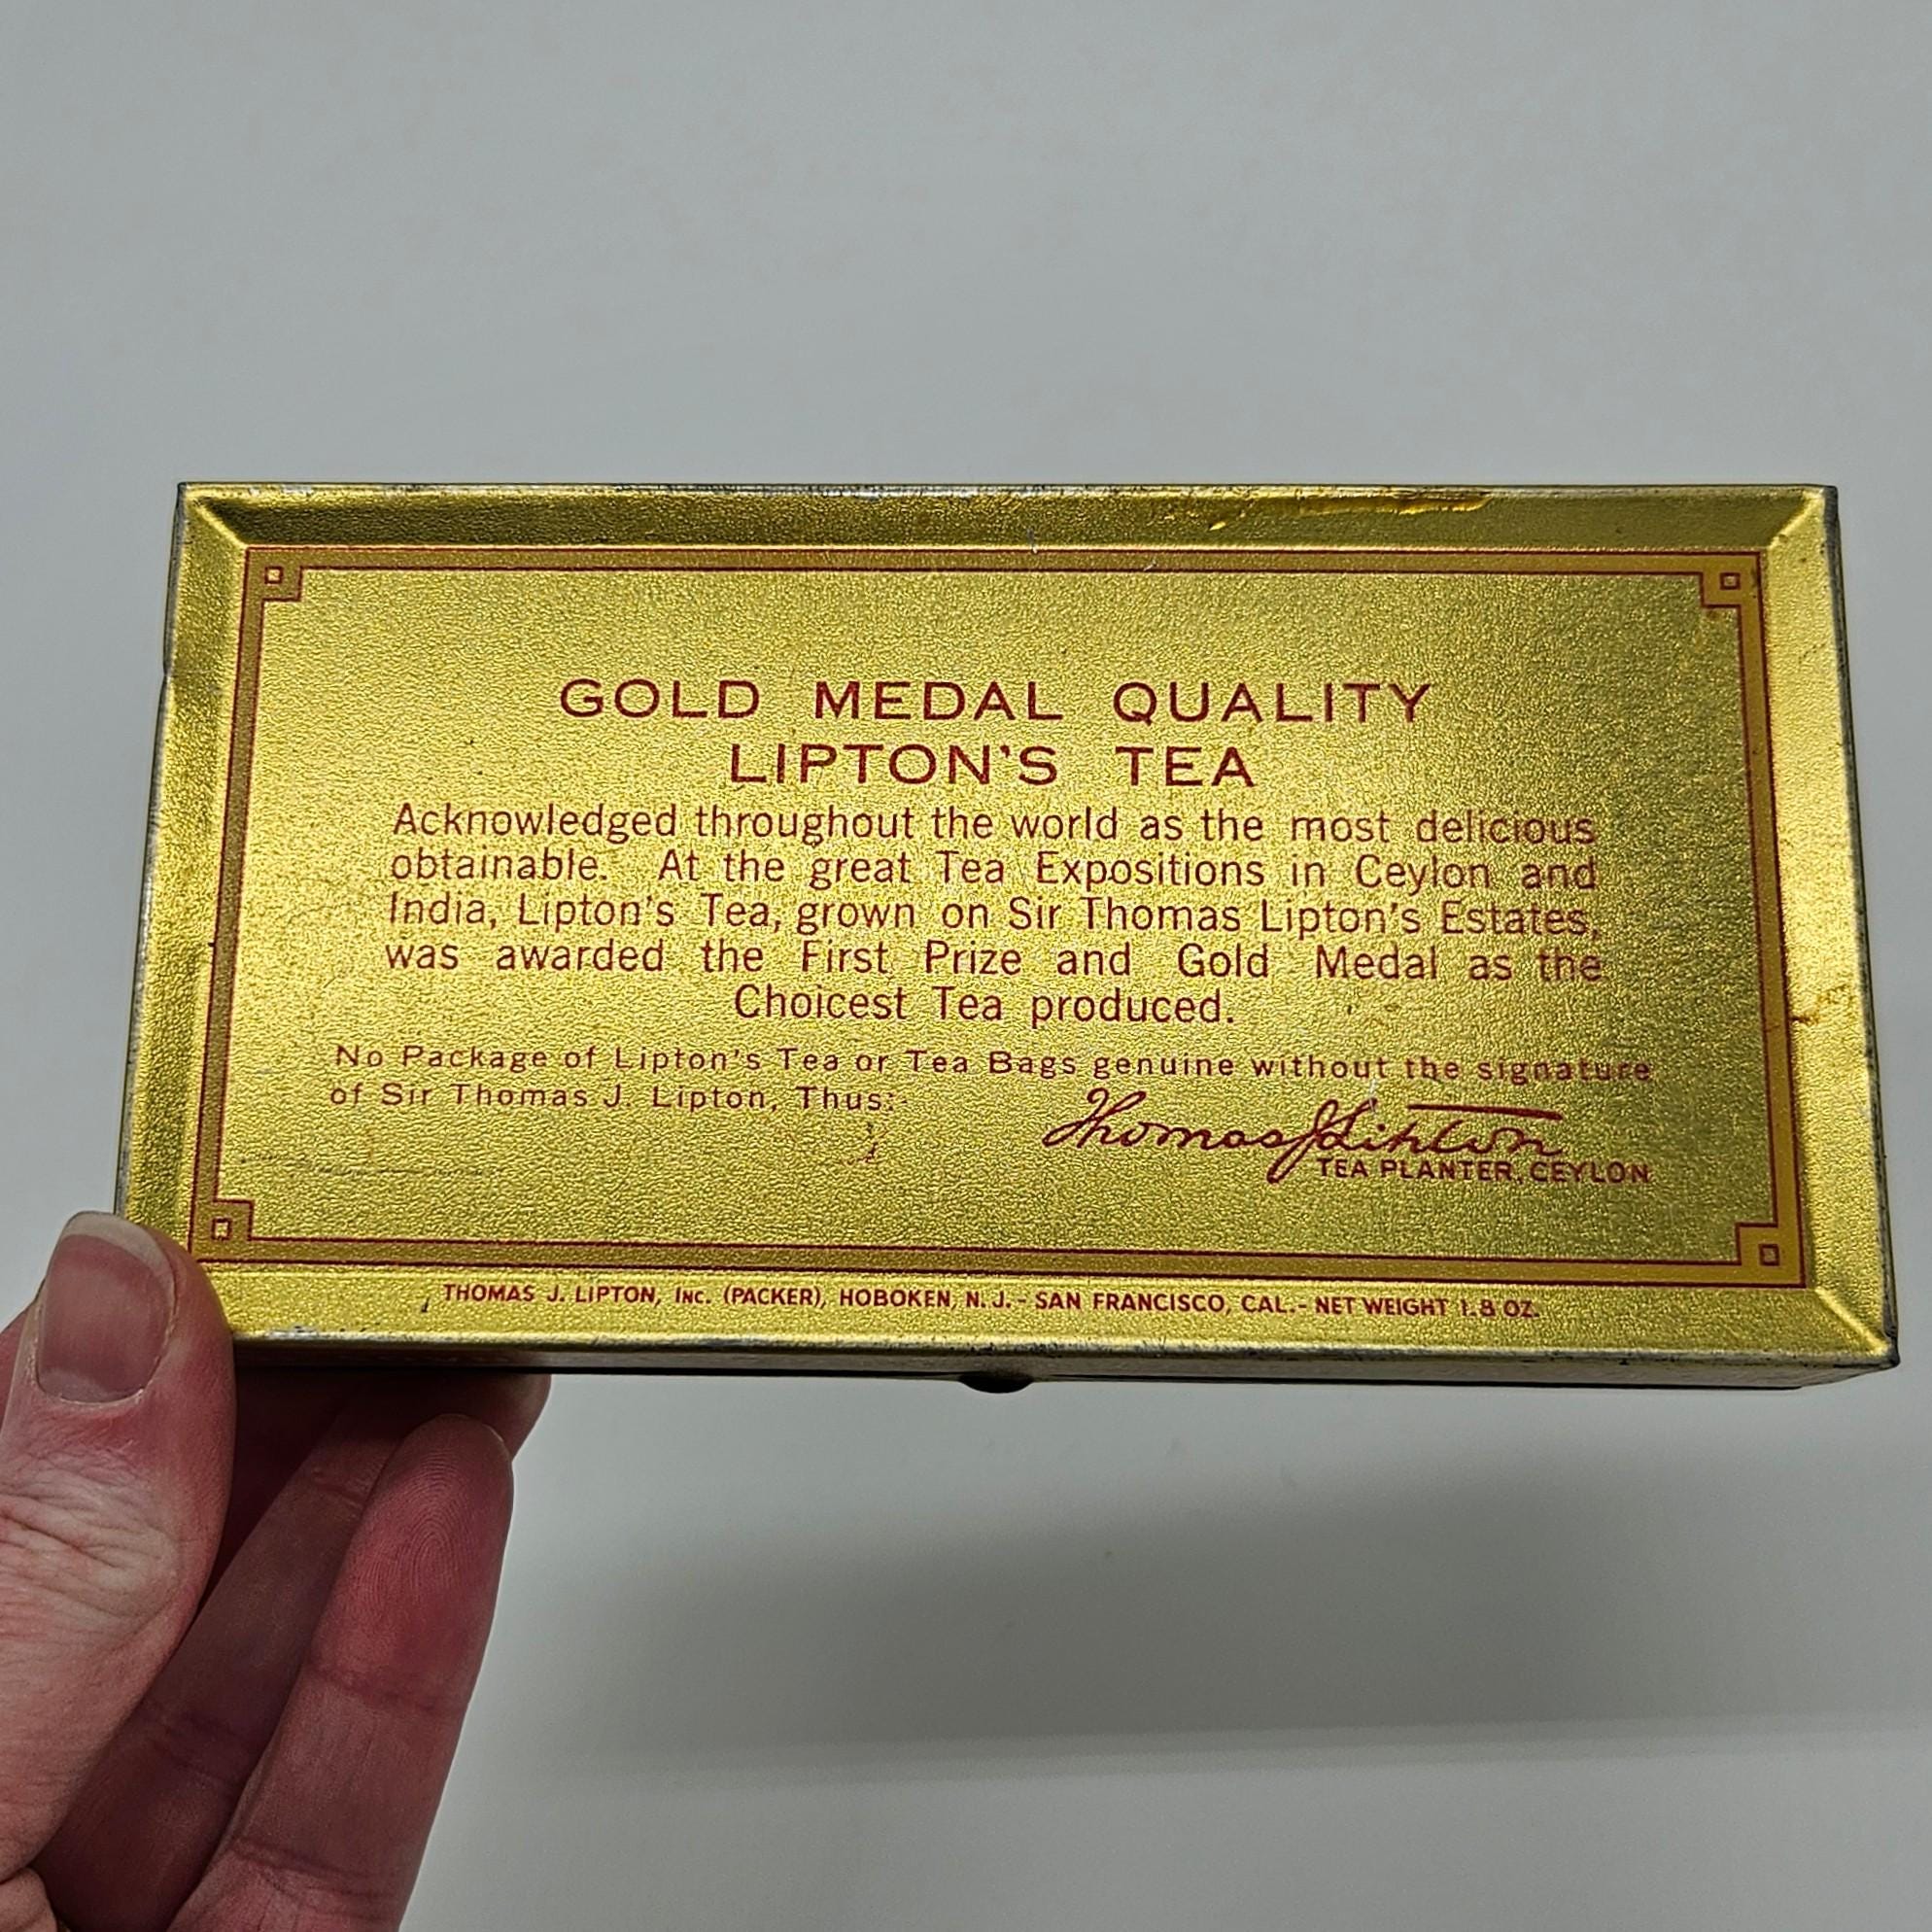 GOLD MEDAL QUALITY
LIPTON'S TEA
Acknowledged throughout the world as the most delicious
obtainable. At the great Tea Expositions in Ceylon and
India, Lipton's Tea, grown on Sir Thomas Lipton's Estates,
was awarded the First Prize and Gold Medal as the
Choicest Tea produced.
No Package of Lipton's Tea or Tea Bags genuine without the signature
of Sir Thomas J. Lipton, Thus:-
Thomas J Lipton
TEA PLANTER, CEYLON
THOMAS J. LIPTON, INC. (PACKER), HOBOKEN, N. J. - SAN FRANCISCO, CAL. - NET WEIGHT 1.8 OZ.